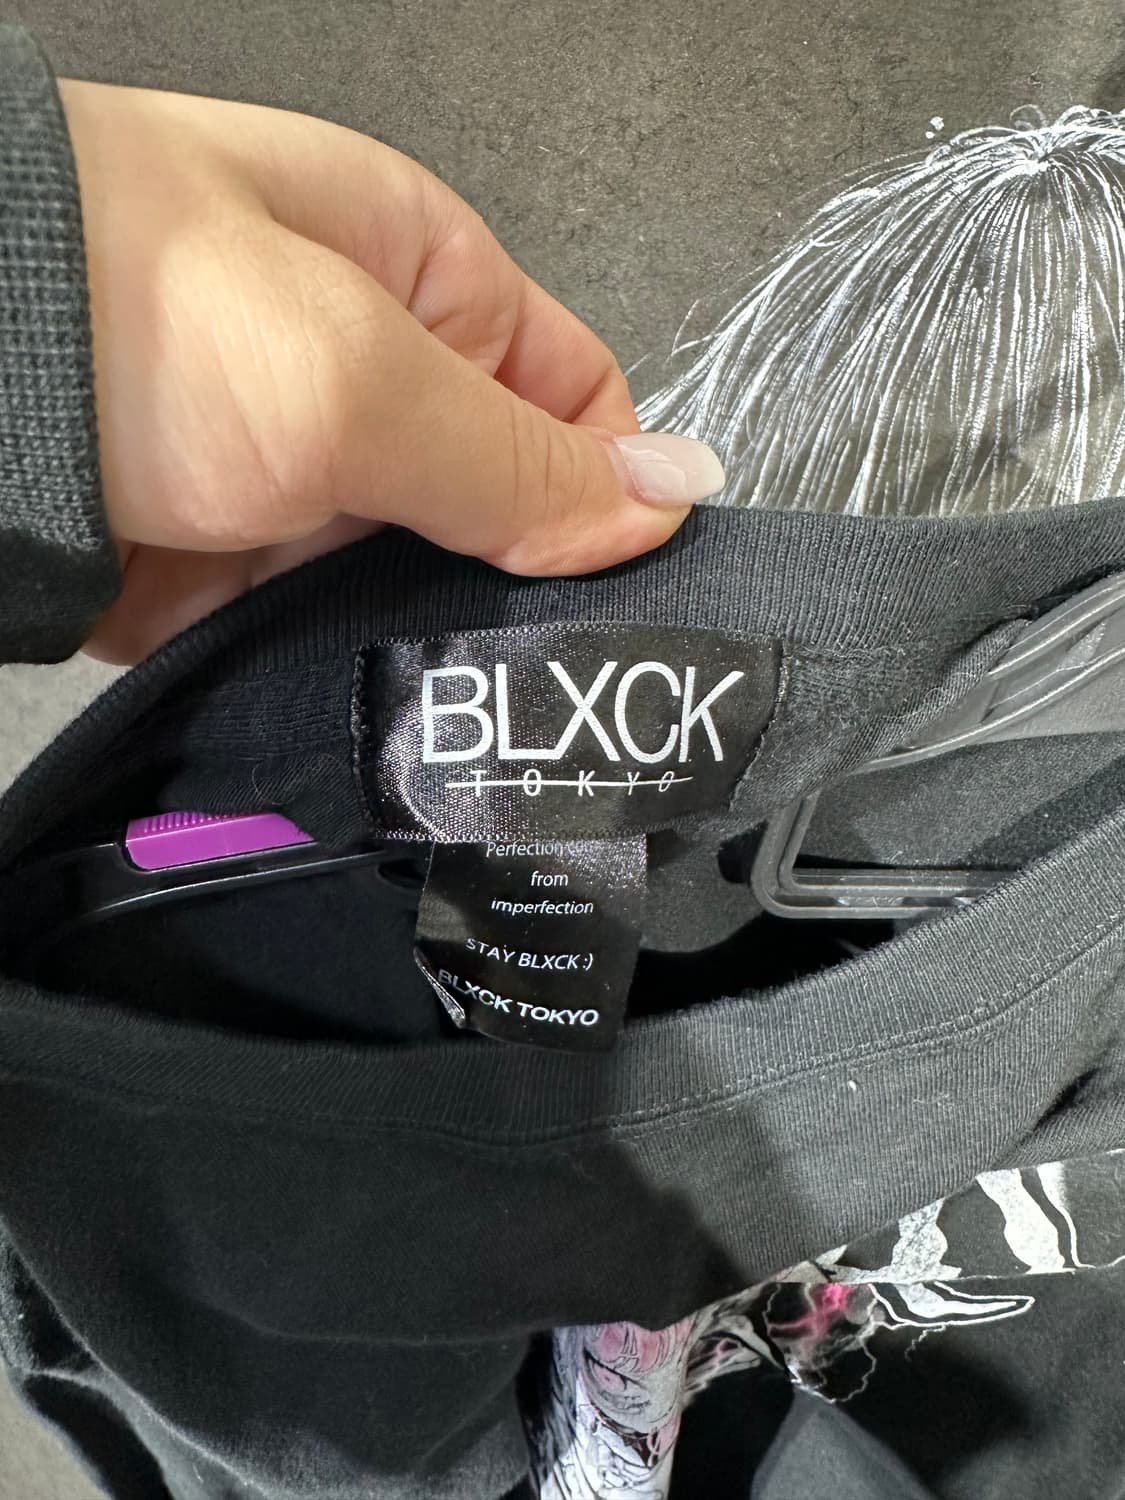 BLXCK
TOKYO
Perfection
from
imperfection
STAY BLXCK :)
BLXCK TOKYO